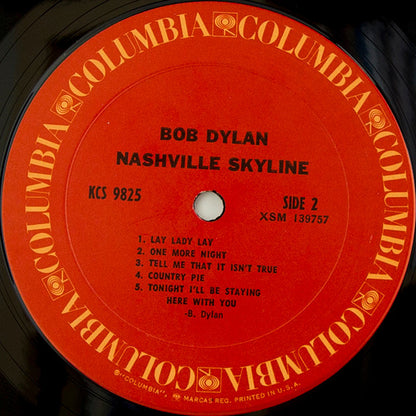 COLUMBIA COLUMBIA COLUMBIA COLUMBIA COLUMBIA COLUMBIA
BOB DYLAN
NASHVILLE SKYLINE
KCS 9825
SIDE 2
XSM 139757
1. LAY LADY LAY
2. ONE MORE NIGHT
3. TELL ME THAT IT ISN'T TRUE
4. COUNTRY PIE
5. TONIGHT I'LL BE STAYING
HERE WITH YOU
-B. Dylan
"COLUMBIA", MARCAS REG. PRINTED IN U.S.A.